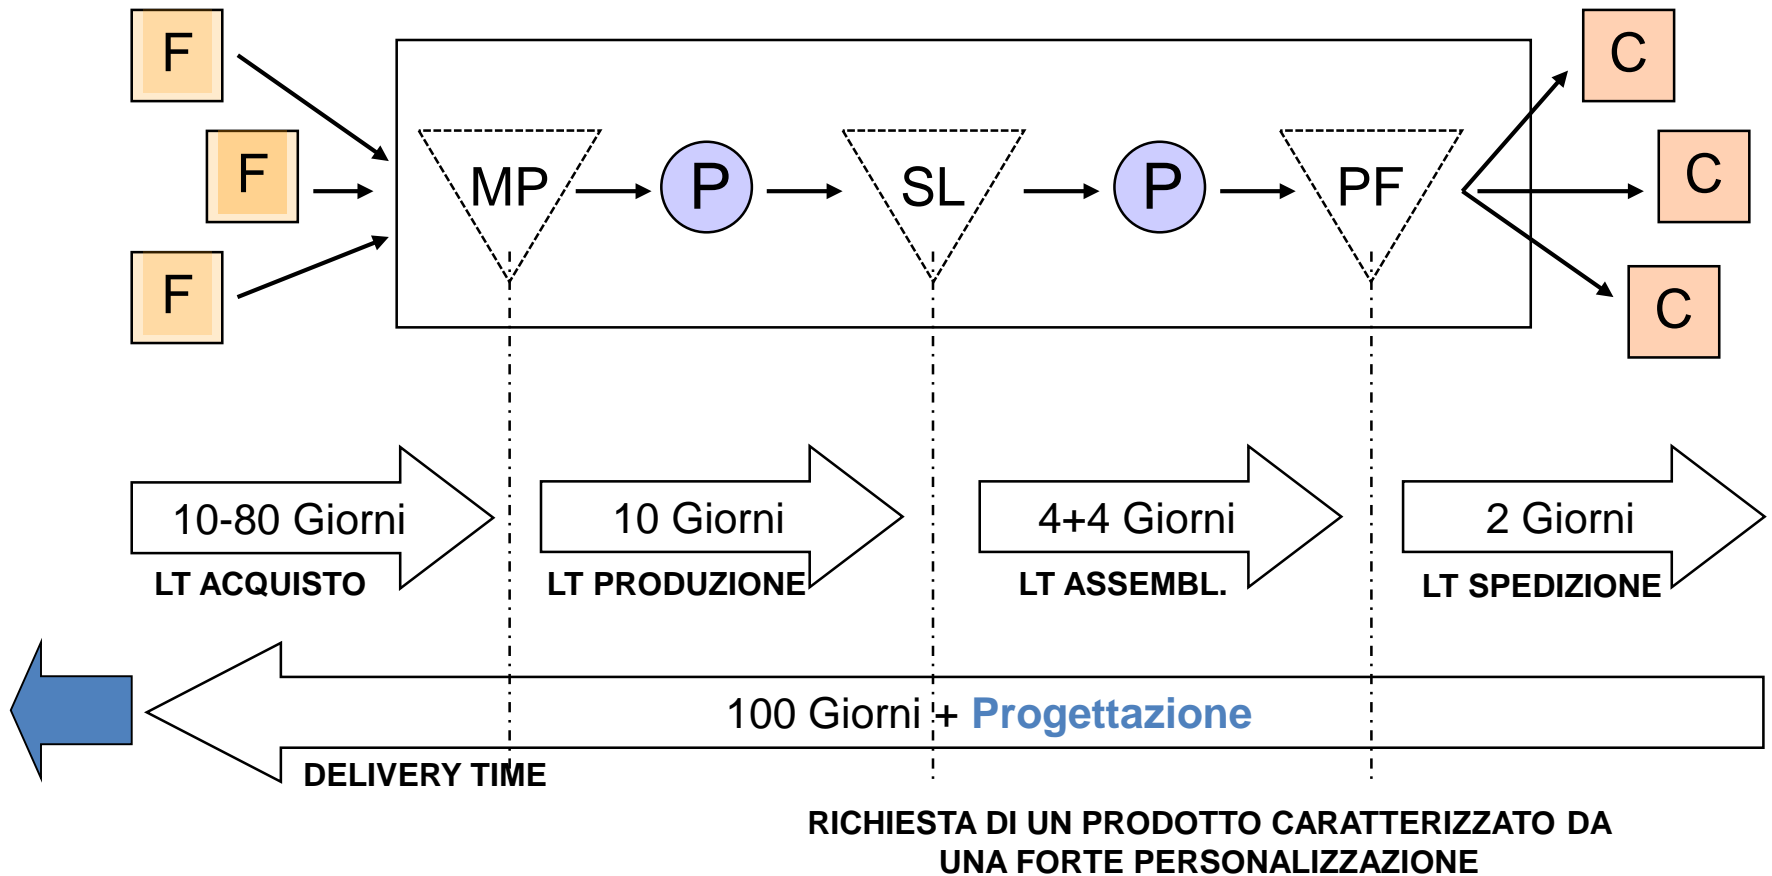 F
C
F
MP
P
SL
P
PF
C
F
C
10-80 Giorni
10 Giorni
4+4 Giorni
2 Giorni
LT ACQUISTO
LT PRODUZIONE
LT ASSEMBL.
LT SPEDIZIONE
100 Giorni + Progettazione
DELIVERY TIME
RICHIESTA DI UN PRODOTTO CARATTERIZZATO DA
UNA FORTE PERSONALIZZAZIONE